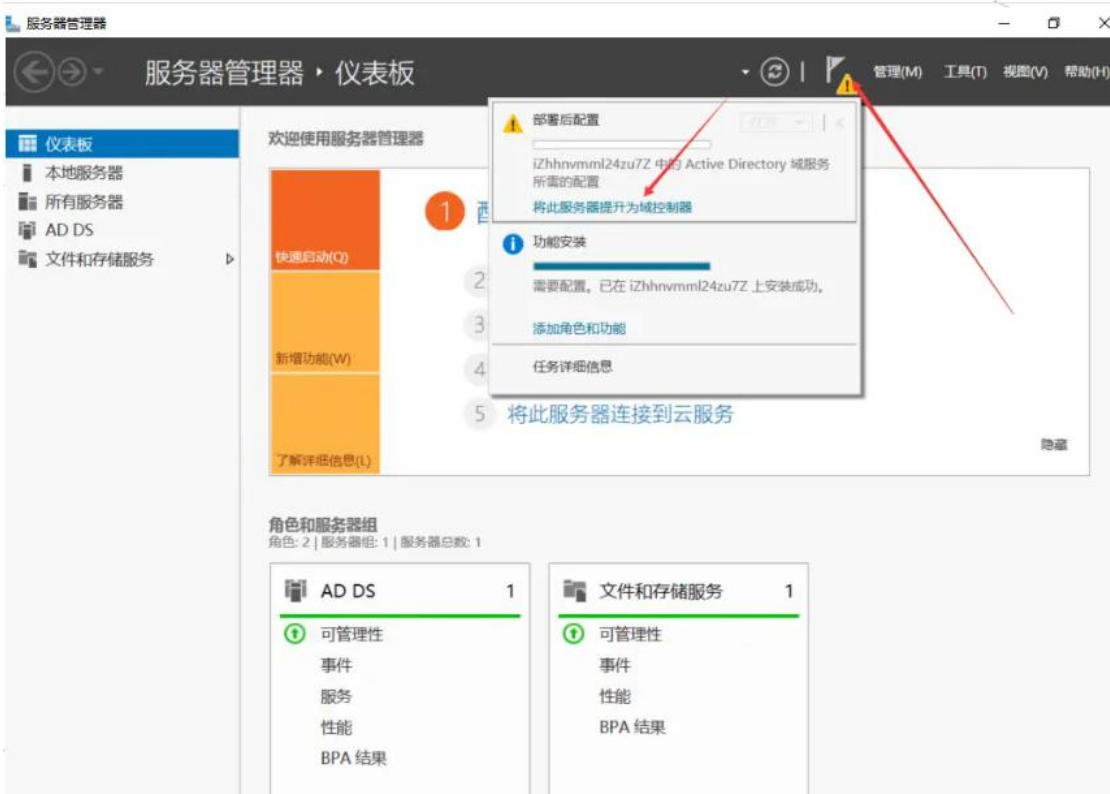 服务器管理器
服务器管理器 · 仪表板
管理(M) 工具(T) 视图(V) 帮助(H)
仪表板
本地服务器
所有服务器
AD DS
文件和存储服务
欢迎使用服务器管理器
快速启动(Q)
新增功能(W)
了解详细信息(L)
1
2
3
4
5 将此服务器连接到云服务
隐藏
部署后配置
iZhhnvmml24zu7Z 中的 Active Directory 域服务
所需的配置
将此服务器提升为域控制器
功能安装
需要配置。已在 iZhhnvmml24zu7Z 上安装成功。
添加角色和功能
任务详细信息
角色和服务器组
角色: 2 | 服务器组: 1 | 服务器总数: 1
AD DS 1
可管理性
事件
服务
性能
BPA 结果
文件和存储服务 1
可管理性
事件
性能
BPA 结果